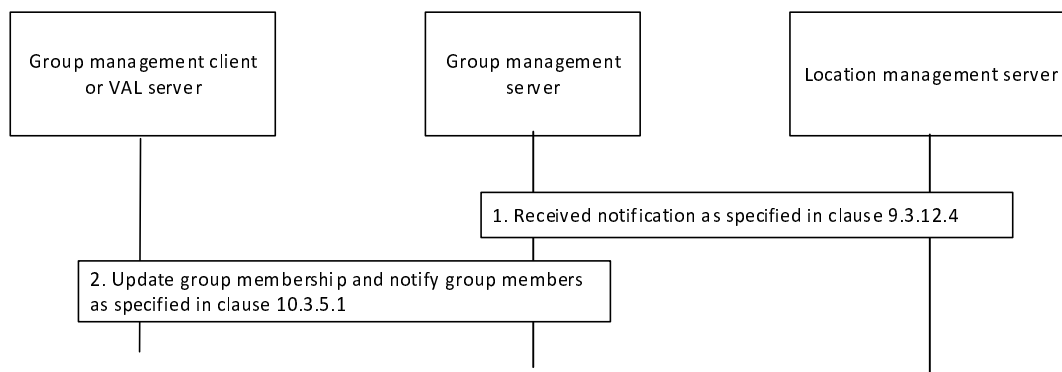 Group management client
or VAL server
Group management
server
Location management server
1. Received notification as specified in clause 9.3.12.4
2. Update group membership and notify group members
as specified in clause 10.3.5.1